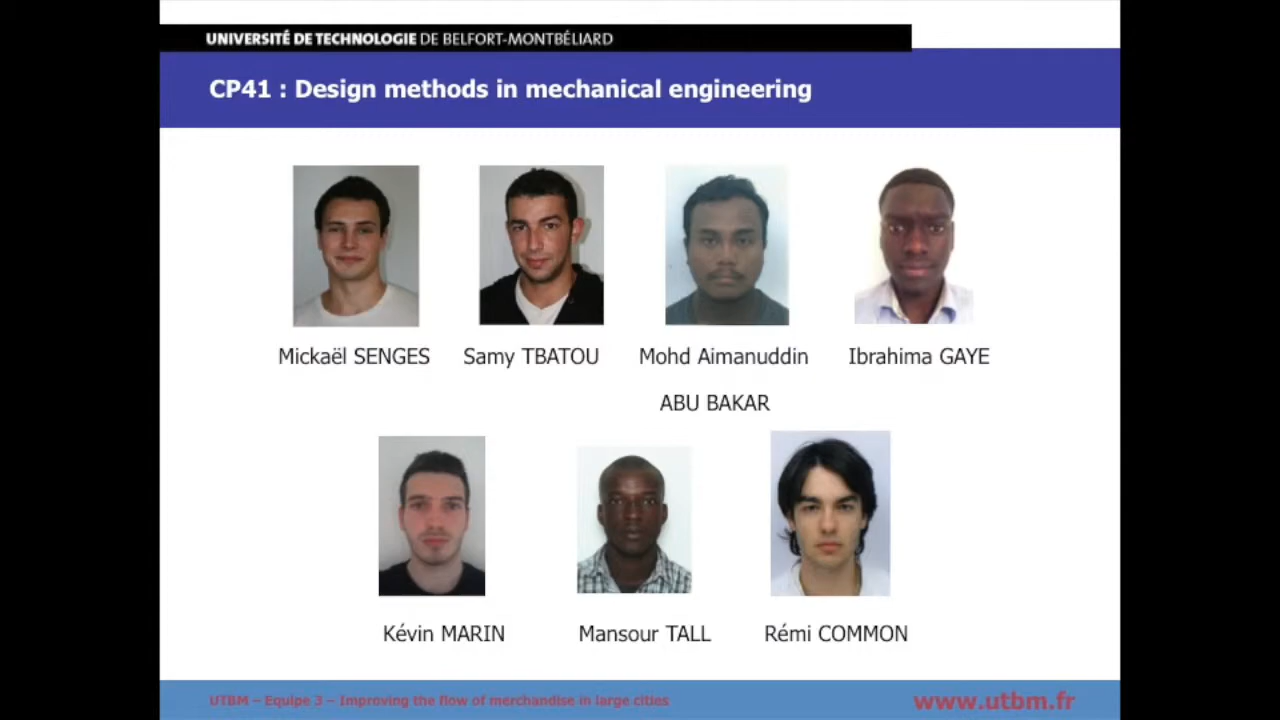 UNIVERSITÉ DE TECHNOLOGIE DE BELFORT-MONTBÉLIARD
CP41 : Design methods in mechanical engineering
Mickaël SENGES
Samy TBATOU
Mohd Aimanuddin
ABU BAKAR
Ibrahima GAYE
Kévin MARIN
Mansour TALL
Rémi COMMON
UTBM – Equipe 3 – Improving the flow of merchandise in large cities
www.utbm.fr